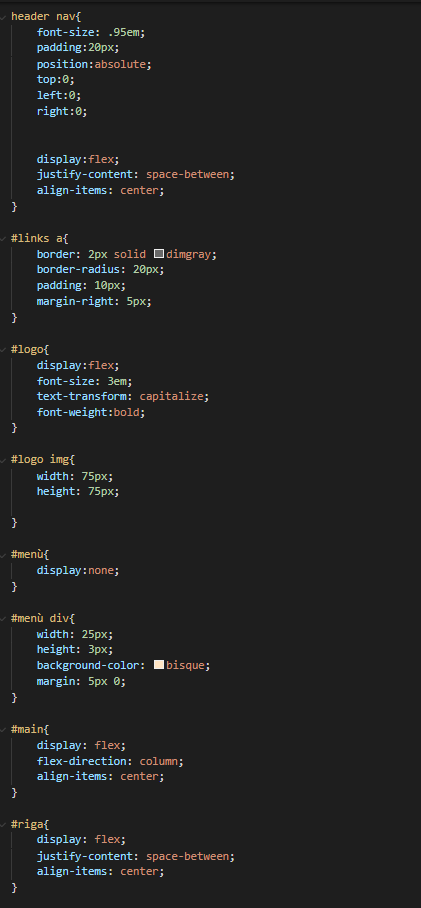 header nav{
font-size: .95em;
padding:20px;
position:absolute;
top:0;
left:0;
right:0;
display:flex;
justify-content: space-between;
align-items: center;
}
#links a{
border: 2px solid dimgray;
border-radius: 20px;
padding: 10px;
margin-right: 5px;
}
#logo{
display:flex;
font-size: 3em;
text-transform: capitalize;
font-weight:bold;
}
#logo img{
width: 75px;
height: 75px;
}
#menù{
display:none;
}
#menù div{
width: 25px;
height: 3px;
background-color: bisque;
margin: 5px 0;
}
#main{
display: flex;
flex-direction: column;
align-items: center;
}
#riga{
display: flex;
justify-content: space-between;
align-items: center;
}